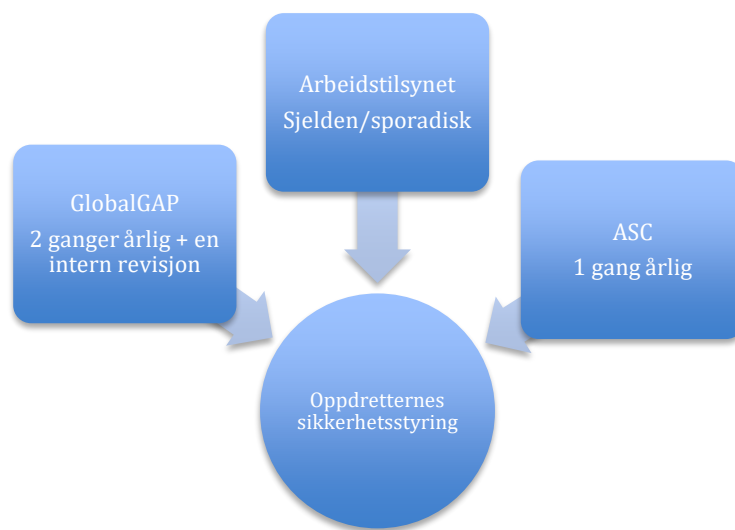 Arbeidstilsynet
Sjelden/sporadisk
GlobalGAP
2 ganger årlig + en
intern revisjon
ASC
1 gang årlig
Oppdretternes
sikkerhetsstyring